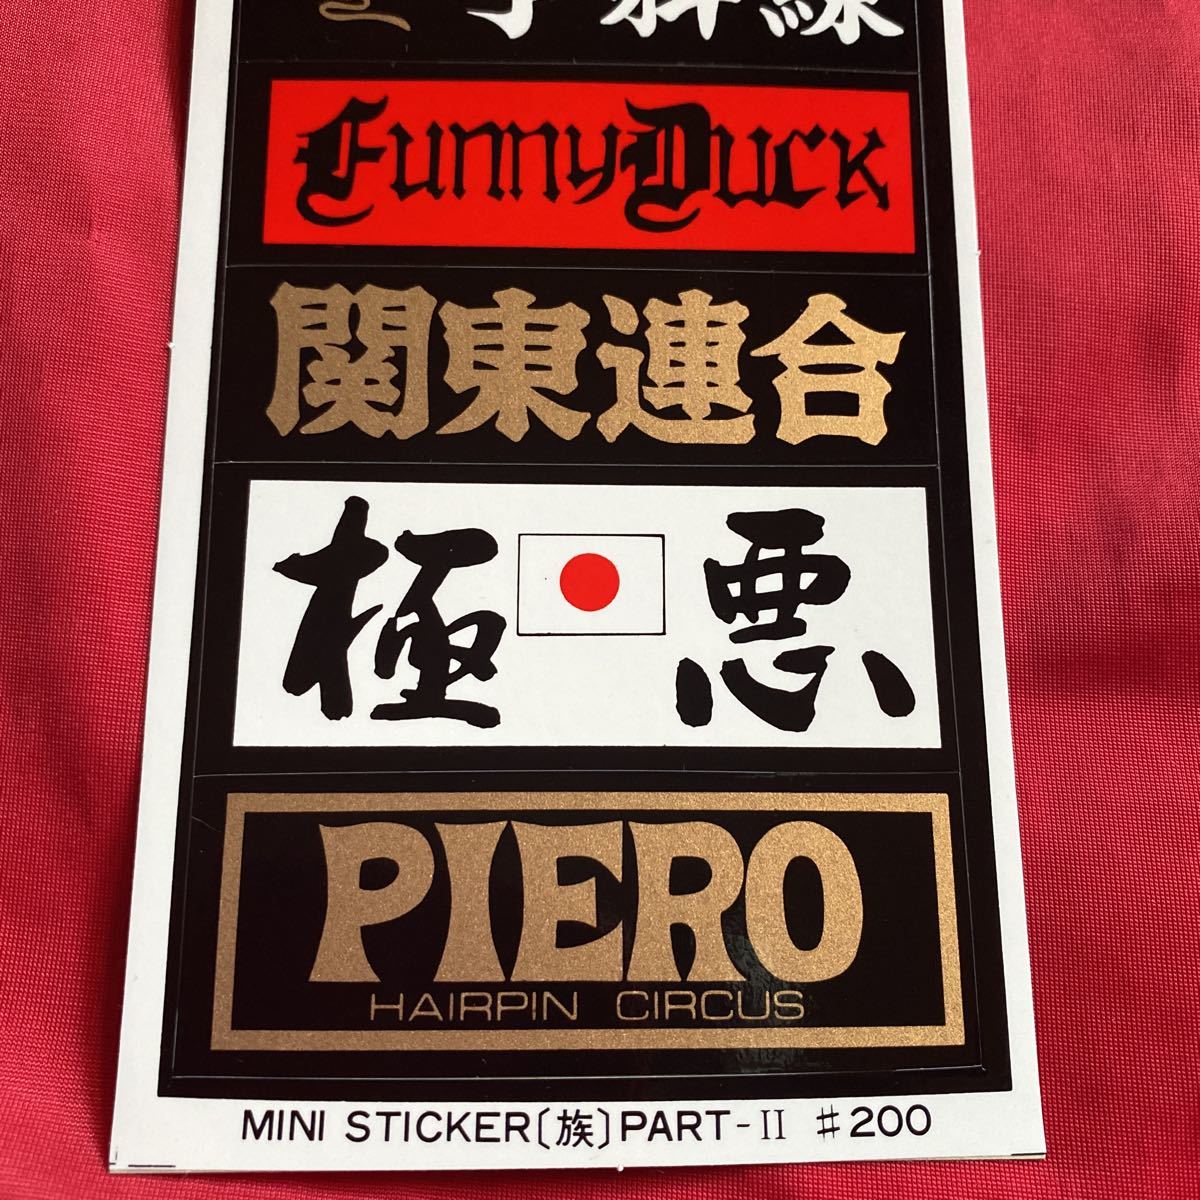 Funny Duck
関東連合
極 悪
PIERO
HAIRPIN CIRCUS
MINI STICKER〔族〕PART-II #200